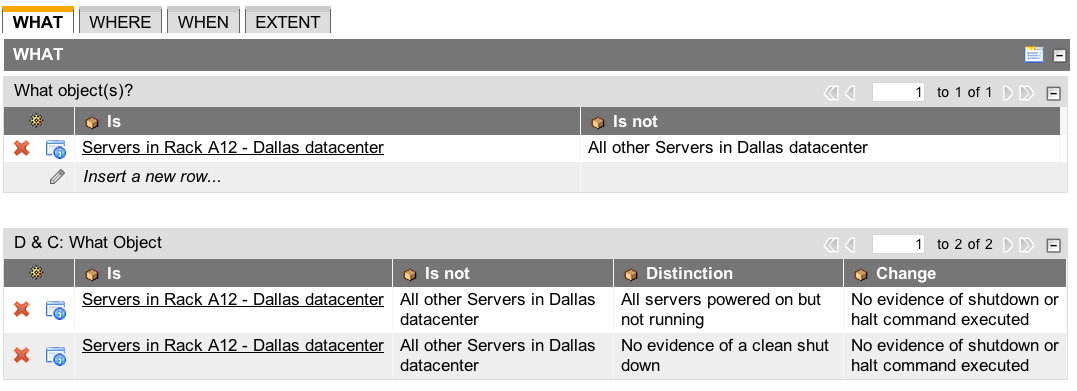 WHAT WHERE WHEN EXTENT
WHAT
What object(s)? 1 to 1 of 1
Is Is not
Servers in Rack A12 - Dallas datacenter All other Servers in Dallas datacenter
Insert a new row...
D & C: What Object 1 to 2 of 2
Is Is not Distinction Change
Servers in Rack A12 - Dallas datacenter All other Servers in Dallas All servers powered on but No evidence of shutdown or
datacenter not running halt command executed
Servers in Rack A12 - Dallas datacenter All other Servers in Dallas No evidence of a clean shut No evidence of shutdown or
datacenter down halt command executed